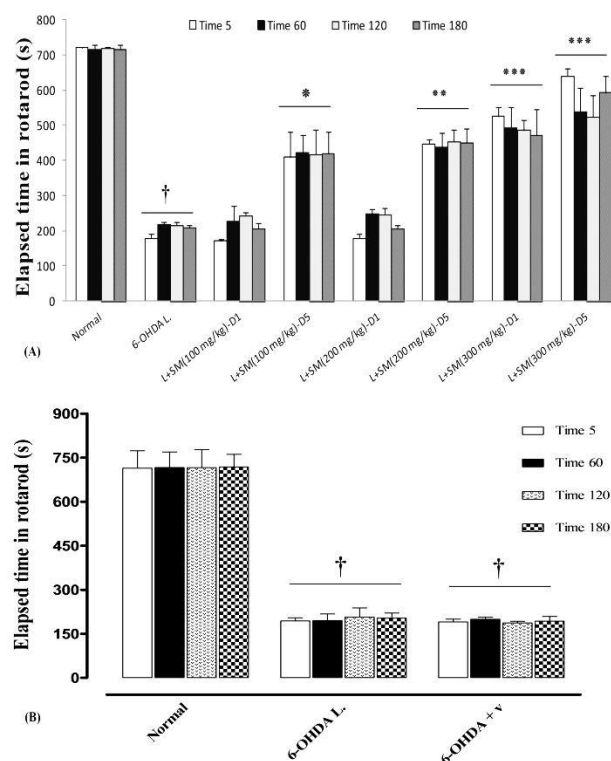 Time 5 Time 60 Time 120 Time 180
Elapsed time in rotarod (s)
800
700
600
500
400
300
200
100
0
†
*
**
***
***
Normal
6-OHDA L.
L+SM(100 mg/kg)-D1
L+SM(100 mg/kg)-D5
L+SM(200 mg/kg)-D1
L+SM(200 mg/kg)-D5
L+SM(300 mg/kg)-D1
L+SM(300 mg/kg)-D5
(A)
Elapsed time in rotarod (s)
900
750
600
450
300
150
0
Time 5
Time 60
Time 120
Time 180
†
†
Normal
6-OHDA L.
6-OHDA + v
(B)